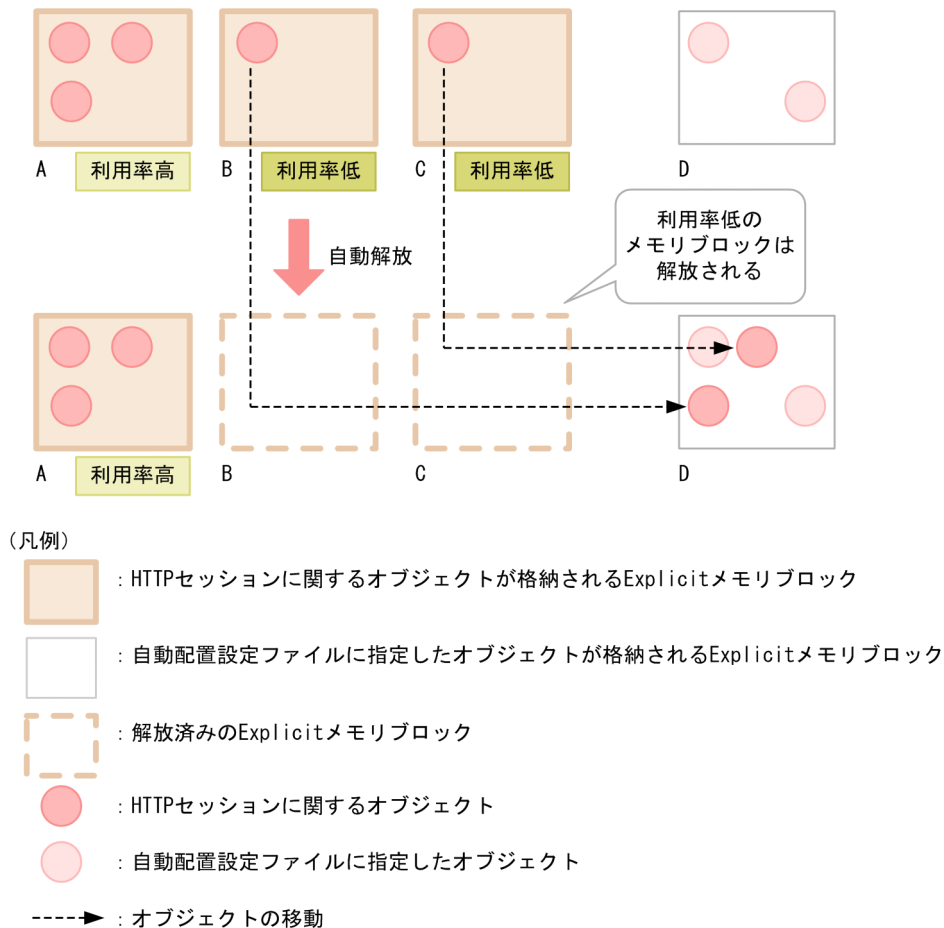 A 利用率高 B 利用率低 C 利用率低 D
利用率低の
メモリブロックは
解放される
自動解放
A 利用率高 B C D
(凡例)
:HTTPセッションに関するオブジェクトが格納されるExplicitメモリブロック
:自動配置設定ファイルに指定したオブジェクトが格納されるExplicitメモリブロック
:解放済みのExplicitメモリブロック
:HTTPセッションに関するオブジェクト
:自動配置設定ファイルに指定したオブジェクト
:オブジェクトの移動